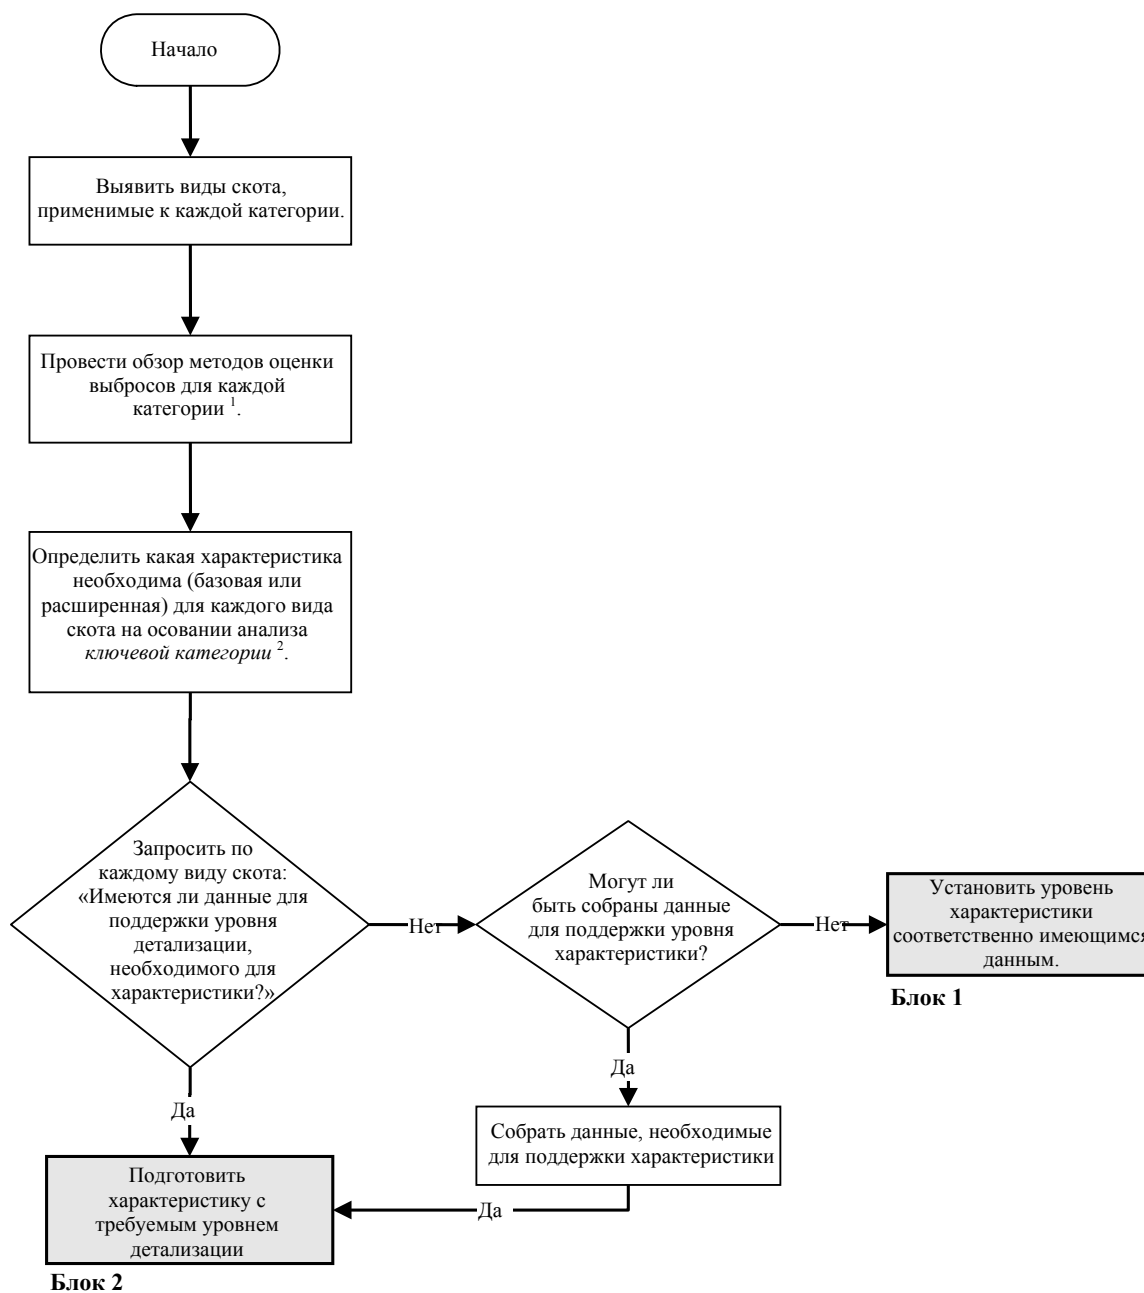 Начало
Выявить виды скота,
применимые к каждой категории.
Провести обзор методов оценки
выбросов для каждой
категории 1.
Определить какая характеристика
необходима (базовая или
расширенная) для каждого вида
скота на осовании анализа
ключевой категории 2.
Запросить по
каждому виду скота:
«Имеются ли данные для
поддержки уровня
детализации,
необходимого для
характеристики?»
Нет
Могут ли
быть собраны данные
для поддержки уровня
характеристики?
Нет
Установить уровень
характеристики
соответственно имеющимся
данным.
Блок 1
Да
Собрать данные, необходимые
для поддержки характеристики
Да
Да
Подготовить
характеристику с
требуемым уровнем
детализации
Блок 2